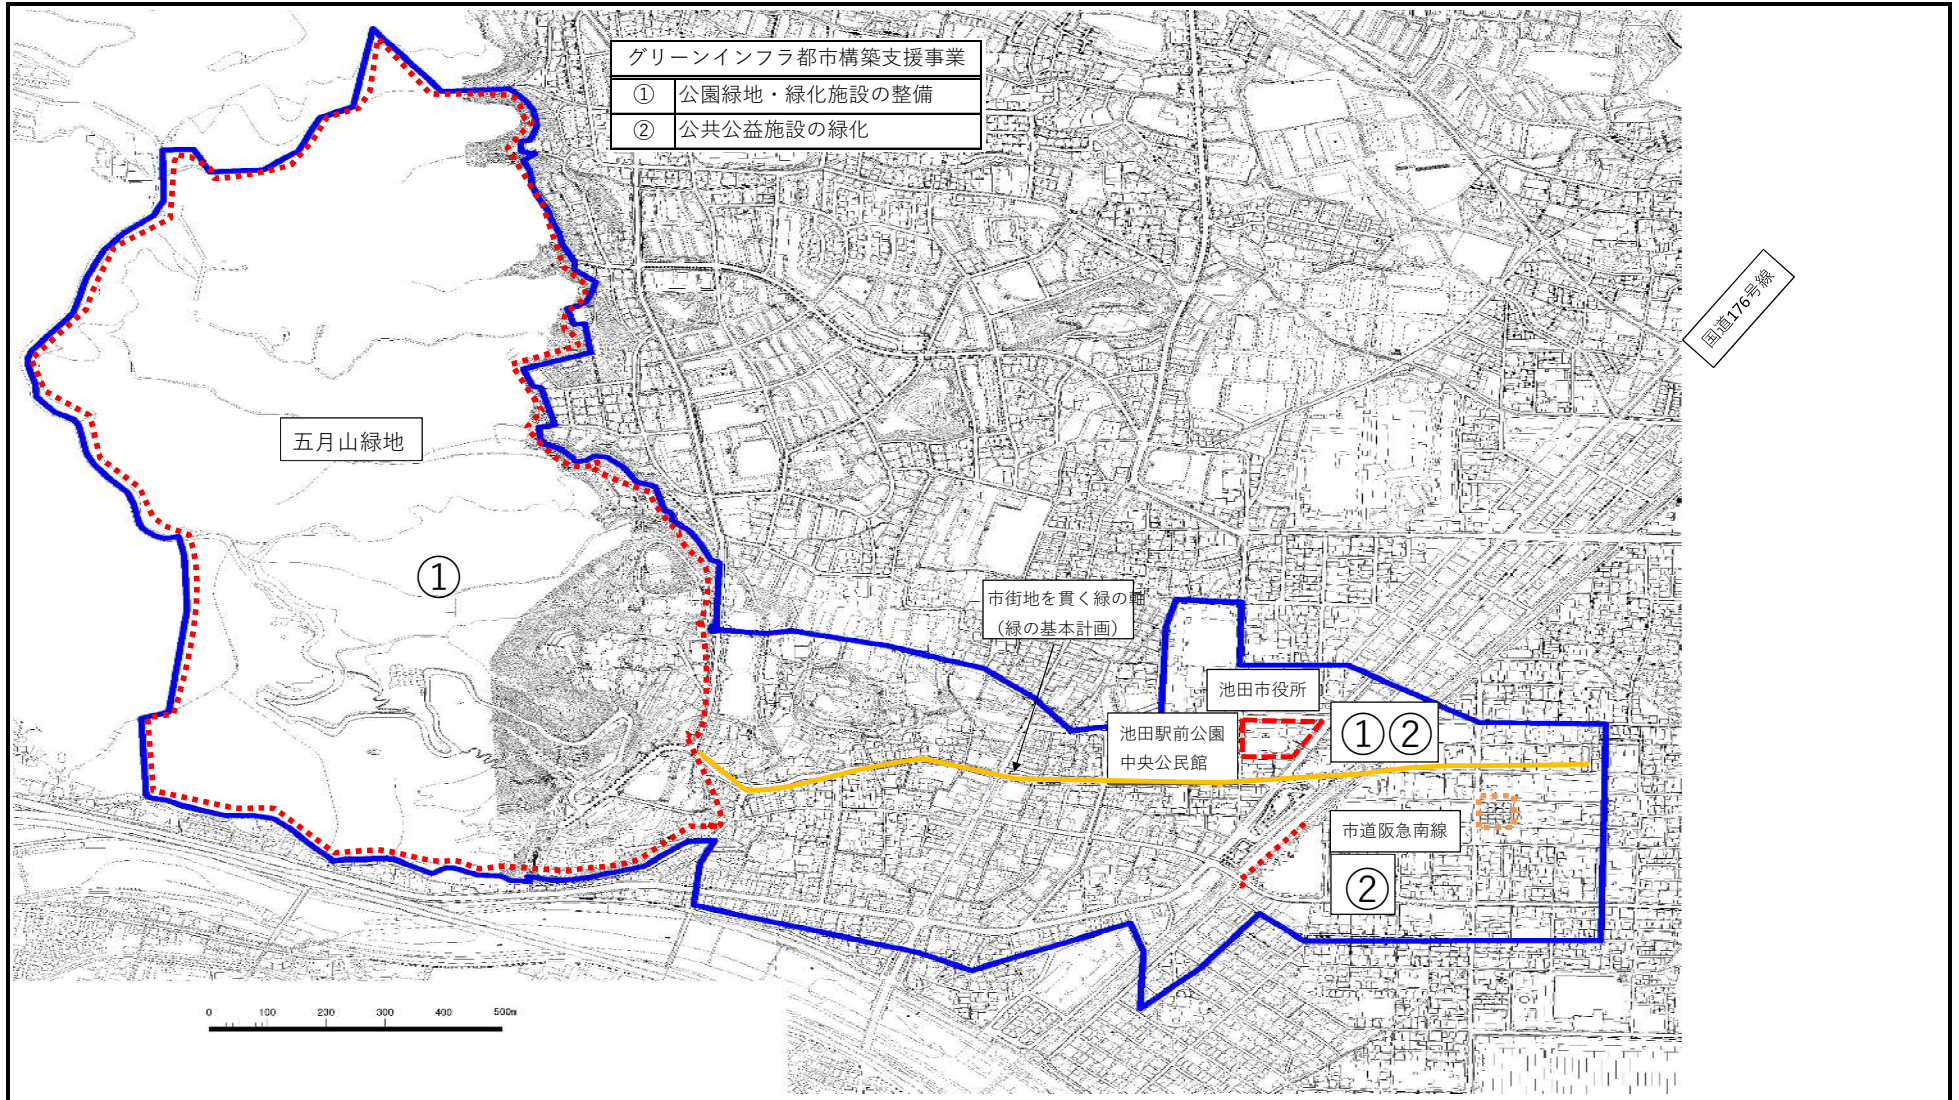 グリーンインフラ都市構築支援事業
① 公園緑地・緑化施設の整備
② 公共公益施設の緑化
国道176号線
五月山緑地
①
市街地を貫く緑の軸
（緑の基本計画）
池田市役所
池田駅前公園
中央公民館
①②
市道阪急南線
②
0 100 200 300 400 500m